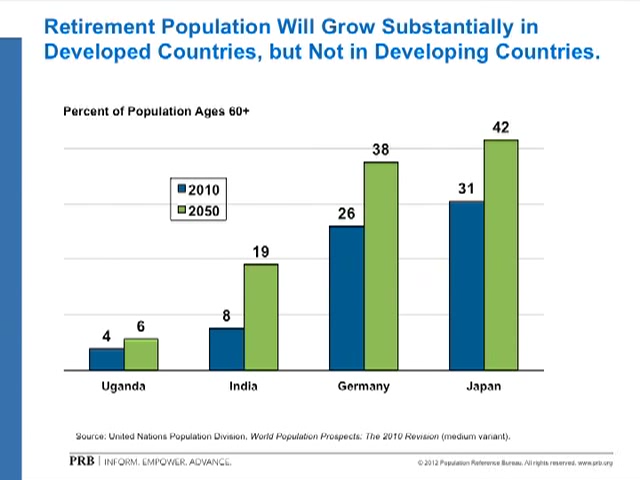 Retirement Population Will Grow Substantially in
Developed Countries, but Not in Developing Countries.
Percent of Population Ages 60+
42
38
31
2010
2050
26
19
8
6
4
Uganda India Germany Japan
Source: United Nations Population Division, World Population Prospects: The 2010 Revision (medium variant).
PRB | INFORM. EMPOWER. ADVANCE.
© 2012 Population Reference Bureau. All rights reserved. www.prb.org